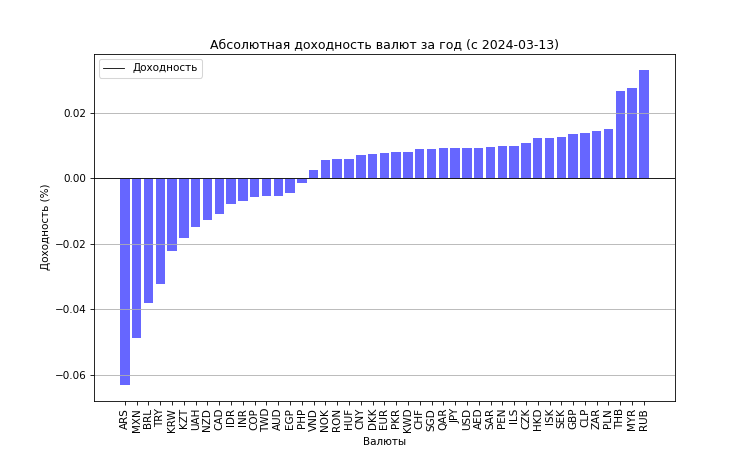 Абсолютная доходность валют за год (с 2024-03-13)
Доходность
0.02
0.00
−0.02
−0.04
−0.06
Доходность (%)
ARS MXN BRL TRY KRW KZT UAH NZD CAD IDR INR COP TWD AUD EGP PHP VND NOK RON HUF CNY DKK EUR PKR KWD CHF SGD QAR JPY USD AED SAR PEN ILS CZK HKD ISK SEK GBP CLP ZAR PLN THB MYR RUB
Валюты